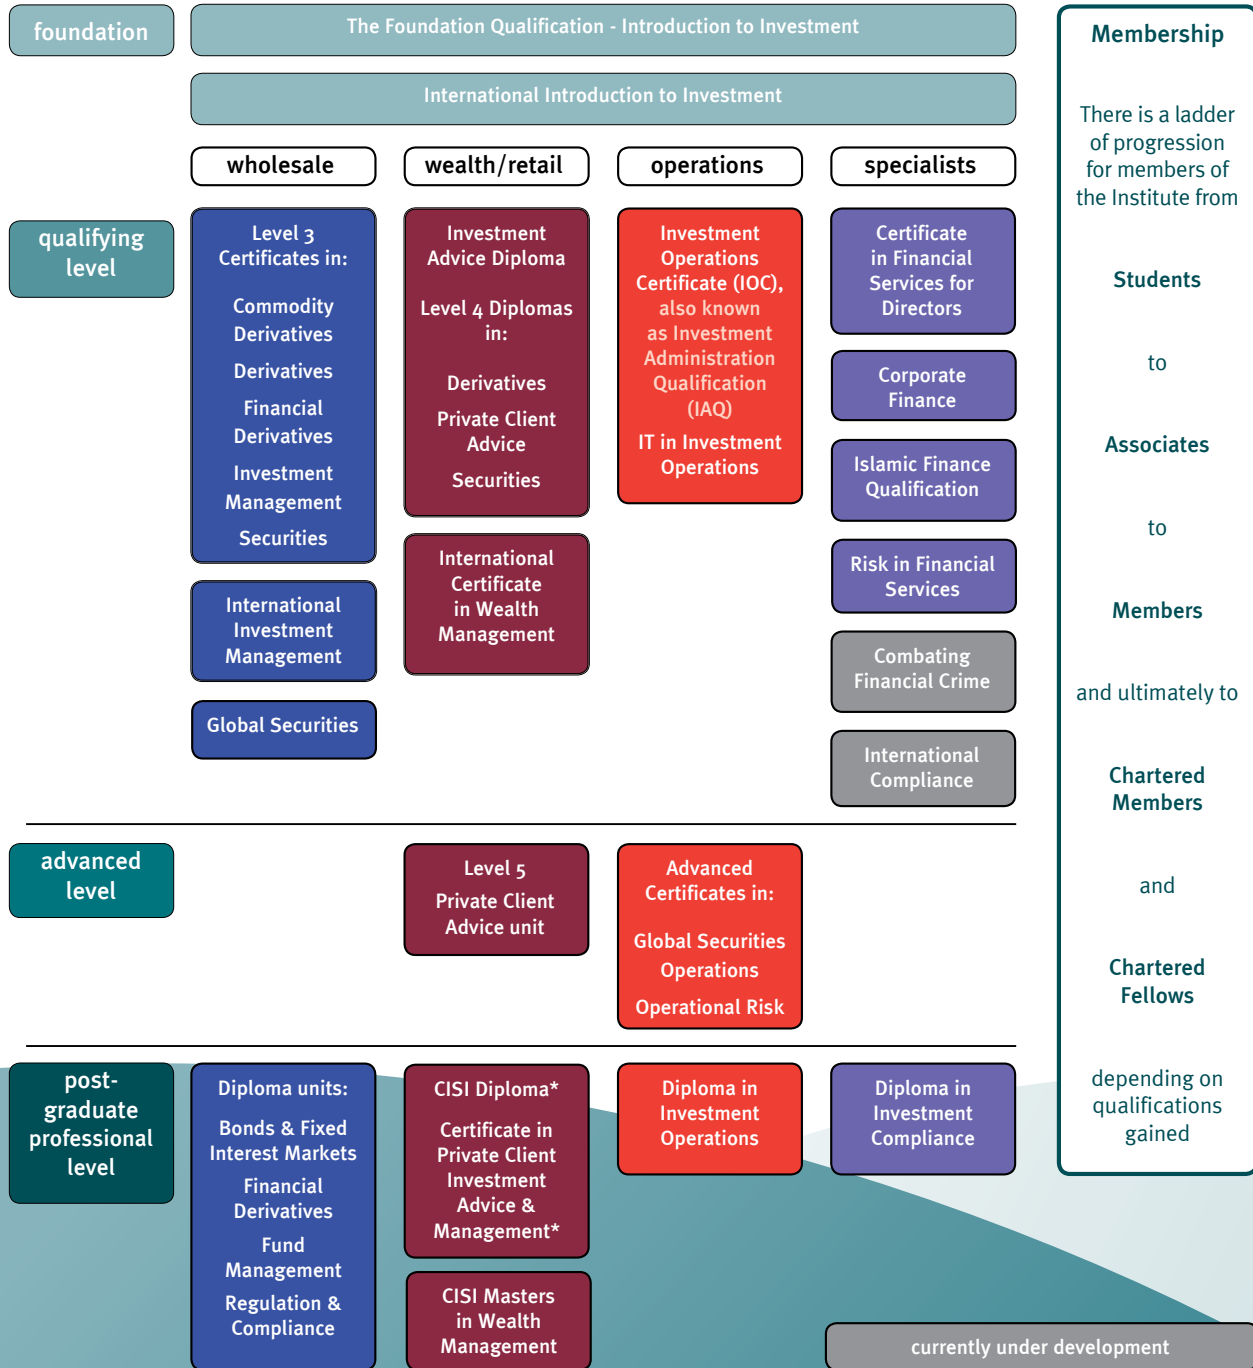 foundation
The Foundation Qualification - Introduction to Investment
International Introduction to Investment
wholesale
wealth/retail
operations
specialists
qualifying
level
Level 3
Certificates in:
Commodity
Derivatives
Derivatives
Financial
Derivatives
Investment
Management
Securities
International
Investment
Management
Global Securities
Investment
Advice Diploma
Level 4 Diplomas
in:
Derivatives
Private Client
Advice
Securities
International
Certificate
in Wealth
Management
Investment
Operations
Certificate (IOC),
also known
as Investment
Administration
Qualification
(IAQ)
IT in Investment
Operations
Certificate
in Financial
Services for
Directors
Corporate
Finance
Islamic Finance
Qualification
Risk in Financial
Services
Combating
Financial Crime
International
Compliance
advanced
level
Level 5
Private Client
Advice unit
Advanced
Certificates in:
Global Securities
Operations
Operational Risk
post-
graduate
professional
level
Diploma units:
Bonds & Fixed
Interest Markets
Financial
Derivatives
Fund
Management
Regulation &
Compliance
CISI Diploma*
Certificate in
Private Client
Investment
Advice &
Management*
CISI Masters
in Wealth
Management
Diploma in
Investment
Operations
Diploma in
Investment
Compliance
currently under development
Membership
There is a ladder
of progression
for members of
the Institute from
Students
to
Associates
to
Members
and ultimately to
Chartered
Members
and
Chartered
Fellows
depending on
qualifications
gained